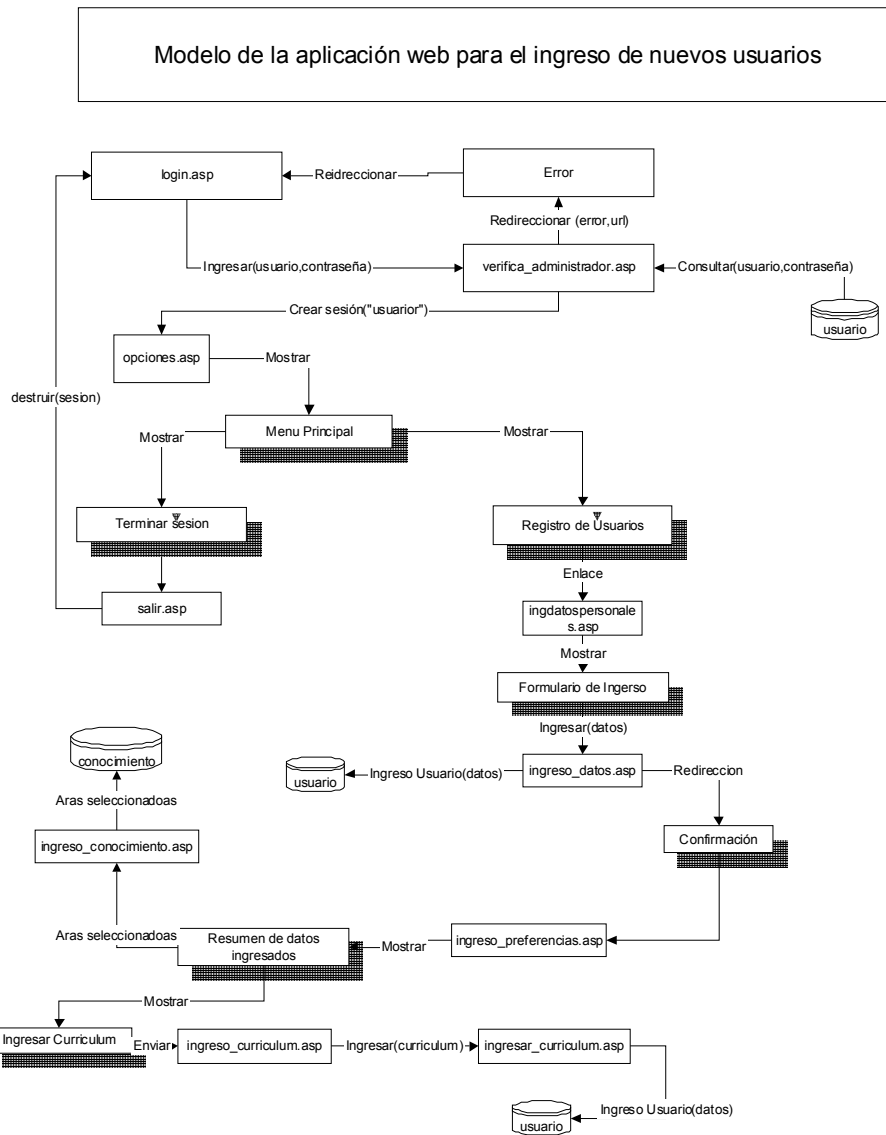 Modelo de la aplicación web para el ingreso de nuevos usuarios
login.asp
Reidreccionar
Error
Redireccionar (error,url)
Ingresar(usuario,contraseña)
verifica_administrador.asp
Consultar(usuario,contraseña)
usuario
Crear sesión("usuarior")
opciones.asp
Mostrar
destruir(sesion)
Menu Principal
Mostrar
Mostrar
Terminar sesion
Registro de Usuarios
Enlace
salir.asp
ingdatospersonale
s.asp
Mostrar
Formulario de Ingerso
Ingresar(datos)
conocimiento
usuario
Ingreso Usuario(datos)
ingreso_datos.asp
Redireccion
Aras seleccionadoas
ingreso_conocimiento.asp
Confirmación
Aras seleccionadoas
Resumen de datos
ingresados
Mostrar
ingreso_preferencias.asp
Mostrar
Ingresar Curriculum
Enviar
ingreso_curriculum.asp
Ingresar(curriculum)
ingresar_curriculum.asp
Ingreso Usuario(datos)
usuario